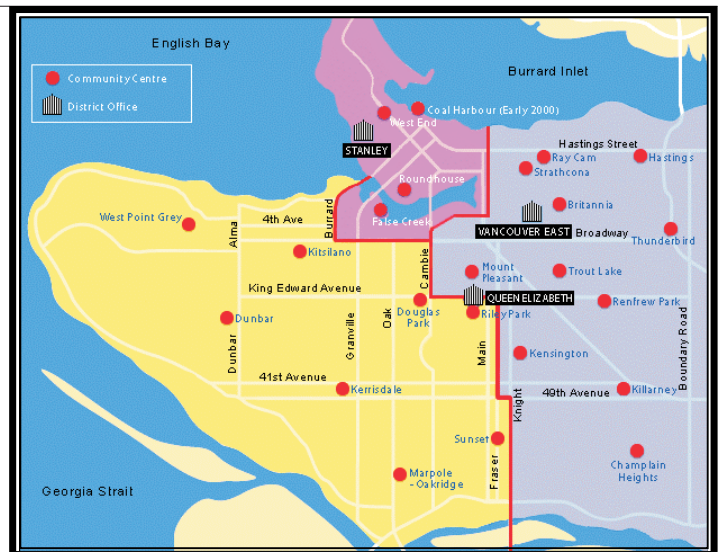 English Bay
Burrard Inlet
Community Centre
District Office
Coal Harbour (Early 2000)
West End
STANLEY
Hastings Street
Ray Cam
Hastings
Strathcona
Roundhouse
Britannia
West Point Grey
4th Ave
Burrard
False Creek
VANCOUVER EAST
Broadway
Thunderbird
Alma
Kitsilano
Cambie
Mount
Pleasant
Trout Lake
King Edward Avenue
QUEEN ELIZABETH
Renfrew Park
Douglas
Park
Riley Park
Dunbar
Granville
Oak
Main
Boundary Road
Dunbar
Kensington
41st Avenue
Kerrisdale
Knight
49th Avenue
Killarney
Sunset
Fraser
Champlain
Heights
Marpole
- Oakridge
Georgia Strait